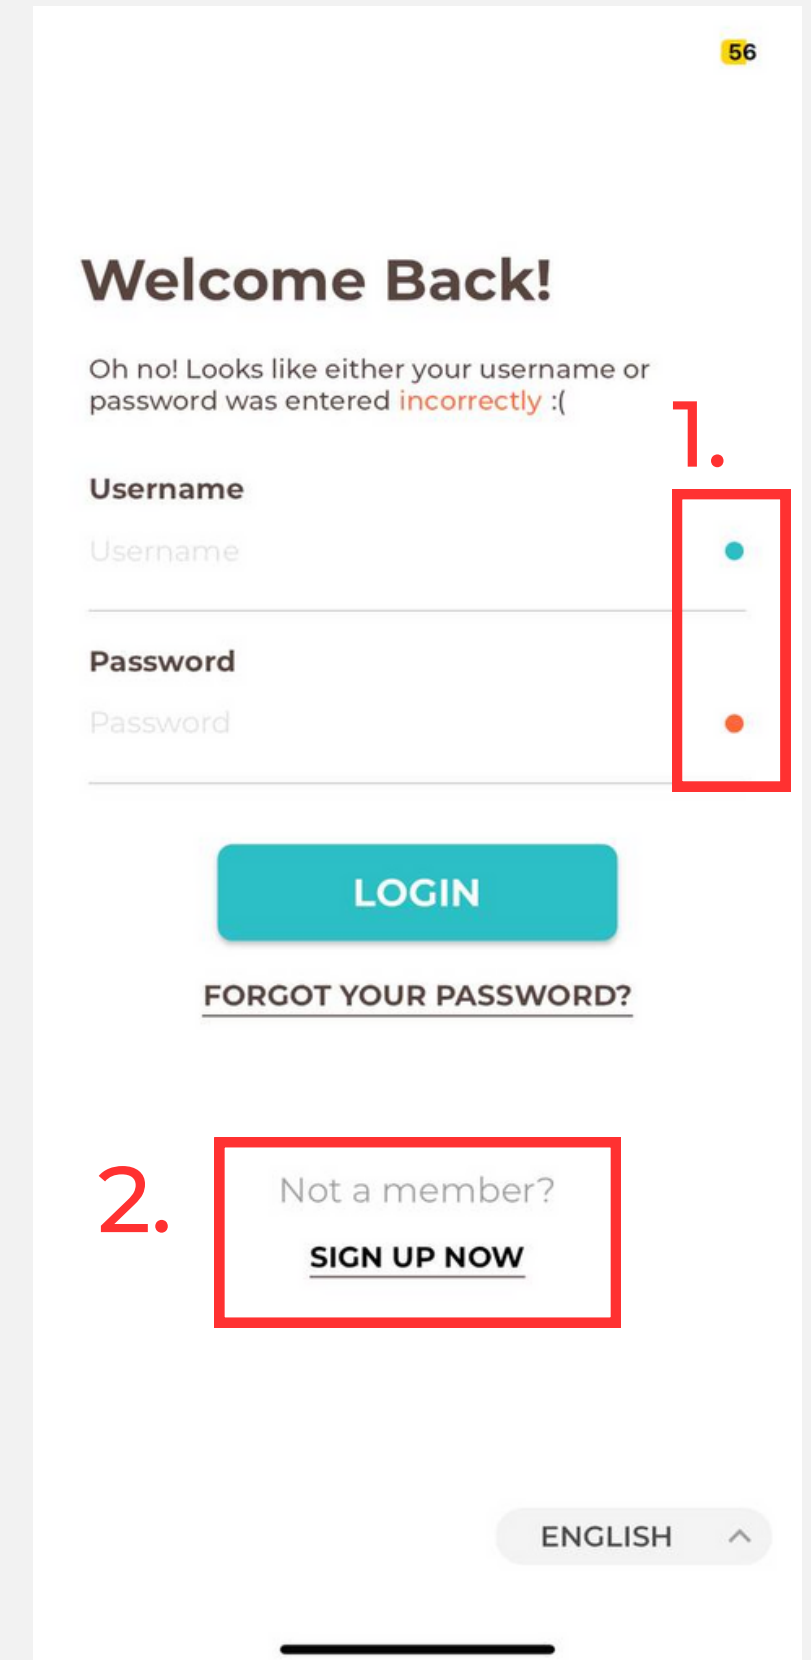 56
Welcome Back!
Oh no! Looks like either your username or
password was entered incorrectly :(
1.
Username
Username
Password
Password
LOGIN
FORGOT YOUR PASSWORD?
2.
Not a member?
SIGN UP NOW
ENGLISH